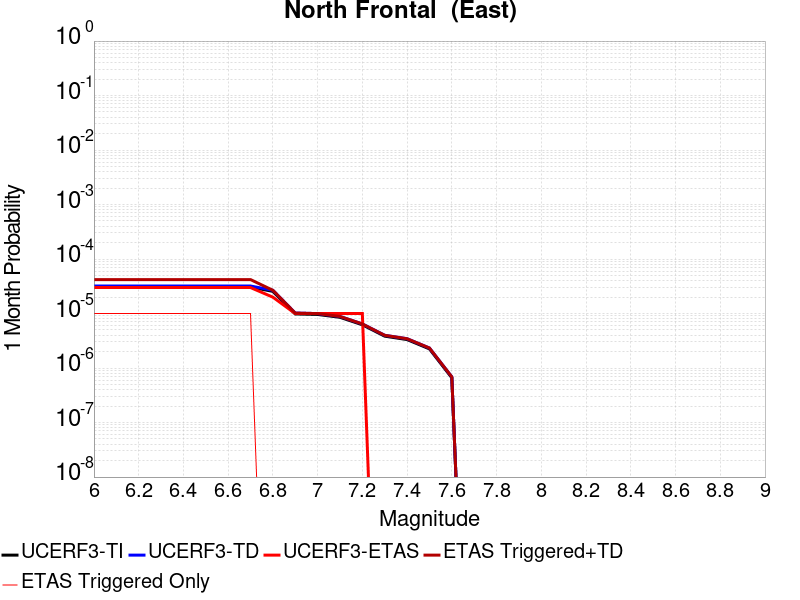 North Frontal  (East)
1 Month Probability
10^0
10^-1
10^-2
10^-3
10^-4
10^-5
10^-6
10^-7
10^-8
6 6.2 6.4 6.6 6.8 7 7.2 7.4 7.6 7.8 8 8.2 8.4 8.6 8.8 9
Magnitude
UCERF3-TI UCERF3-TD UCERF3-ETAS ETAS Triggered+TD
ETAS Triggered Only